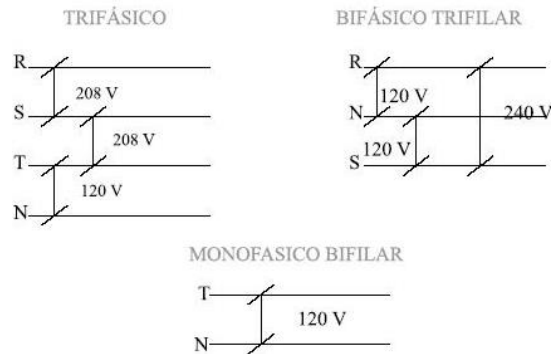 TRIFÁSICO
R
208 V
S
208 V
T
120 V
N
BIFÁSICO TRIFILAR
R
120 V
N
240 V
120 V
S
MONOFASICO BIFILAR
T
120 V
N